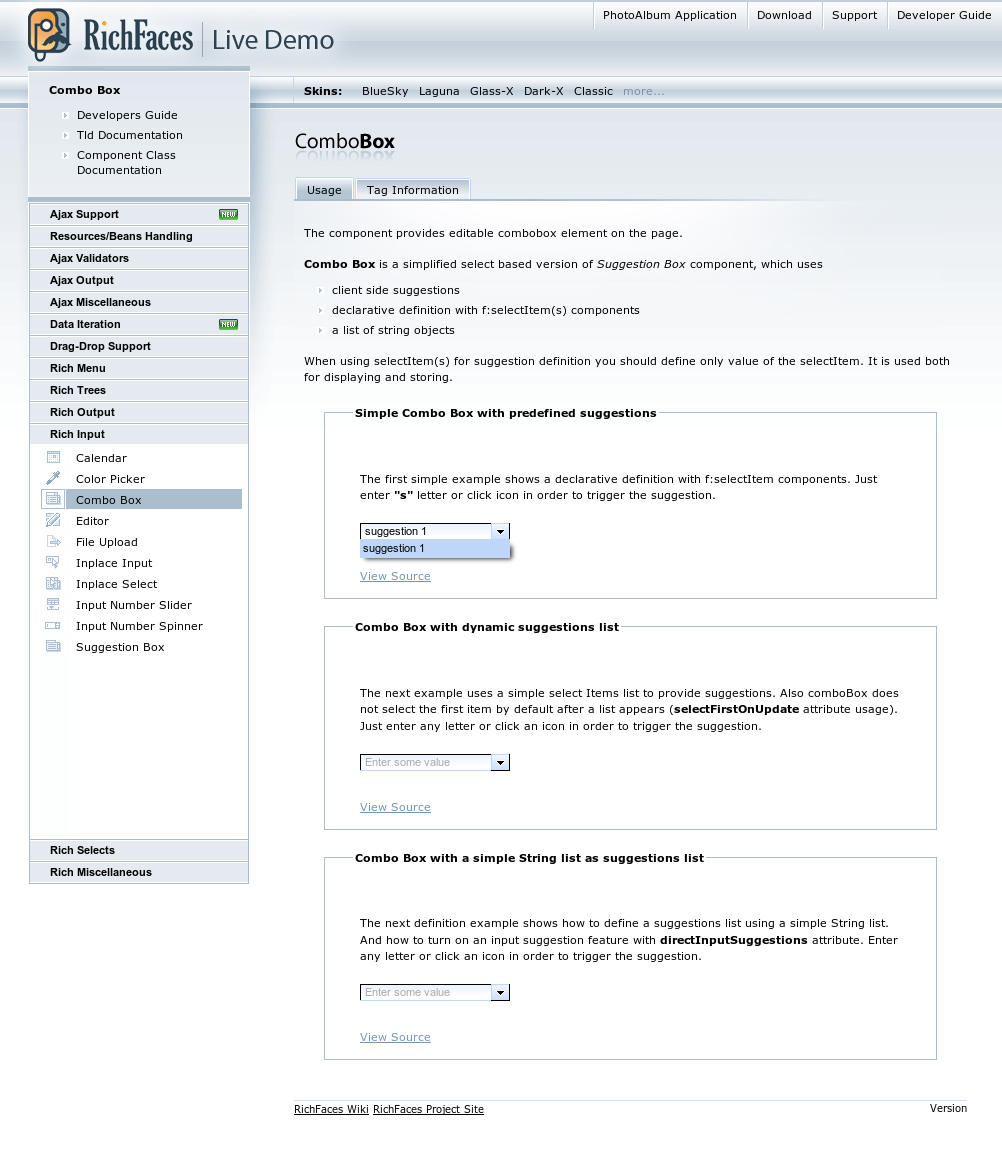 PhotoAlbum Application Download Support Developer Guide
RichFaces Live Demo
Skins: BlueSky Laguna Glass-X Dark-X Classic more...
Combo Box
Developers Guide
Tld Documentation
Component Class
Documentation
Ajax Support NEW
Resources/Beans Handling
Ajax Validators
Ajax Output
Ajax Miscellaneous
Data Iteration NEW
Drag-Drop Support
Rich Menu
Rich Trees
Rich Output
Rich Input
Calendar
Color Picker
Combo Box
Editor
File Upload
Inplace Input
Inplace Select
Input Number Slider
Input Number Spinner
Suggestion Box
Rich Selects
Rich Miscellaneous
ComboBox
Usage Tag Information
The component provides editable combobox element on the page.
Combo Box is a simplified select based version of Suggestion Box component, which uses
client side suggestions
declarative definition with f:selectItem(s) components
a list of string objects
When using selectItem(s) for suggestion definition you should define only value of the selectItem. It is used both
for displaying and storing.
Simple Combo Box with predefined suggestions
The first simple example shows a declarative definition with f:selectItem components. Just
enter "s" letter or click icon in order to trigger the suggestion.
suggestion 1
suggestion 1
View Source
Combo Box with dynamic suggestions list
The next example uses a simple select Items list to provide suggestions. Also comboBox does
not select the first item by default after a list appears (selectFirstOnUpdate attribute usage).
Just enter any letter or click an icon in order to trigger the suggestion.
Enter some value
View Source
Combo Box with a simple String list as suggestions list
The next definition example shows how to define a suggestions list using a simple String list.
And how to turn on an input suggestion feature with directInputSuggestions attribute. Enter
any letter or click an icon in order to trigger the suggestion.
Enter some value
View Source
RichFaces Wiki RichFaces Project Site Version